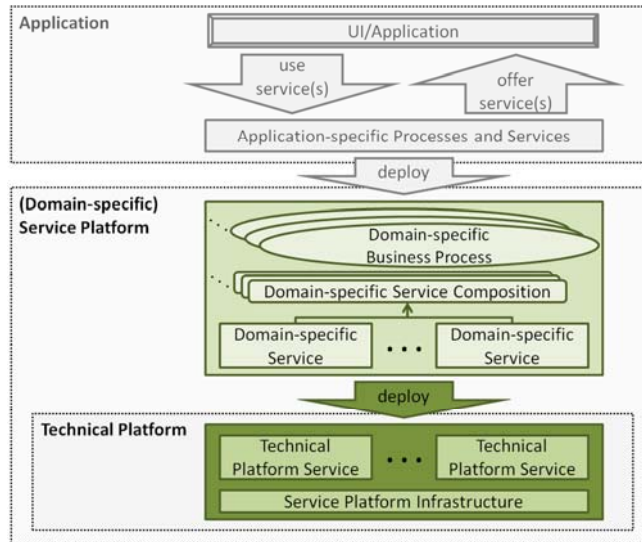 Application
UI/Application
use
service(s)
offer
service(s)
Application-specific Processes and Services
deploy
(Domain-specific)
Service Platform
Domain-specific
Business Process
Domain-specific Service Composition
Domain-specific
Service
• • •
Domain-specific
Service
deploy
Technical Platform
Technical
Platform Service
• • •
Technical
Platform Service
Service Platform Infrastructure